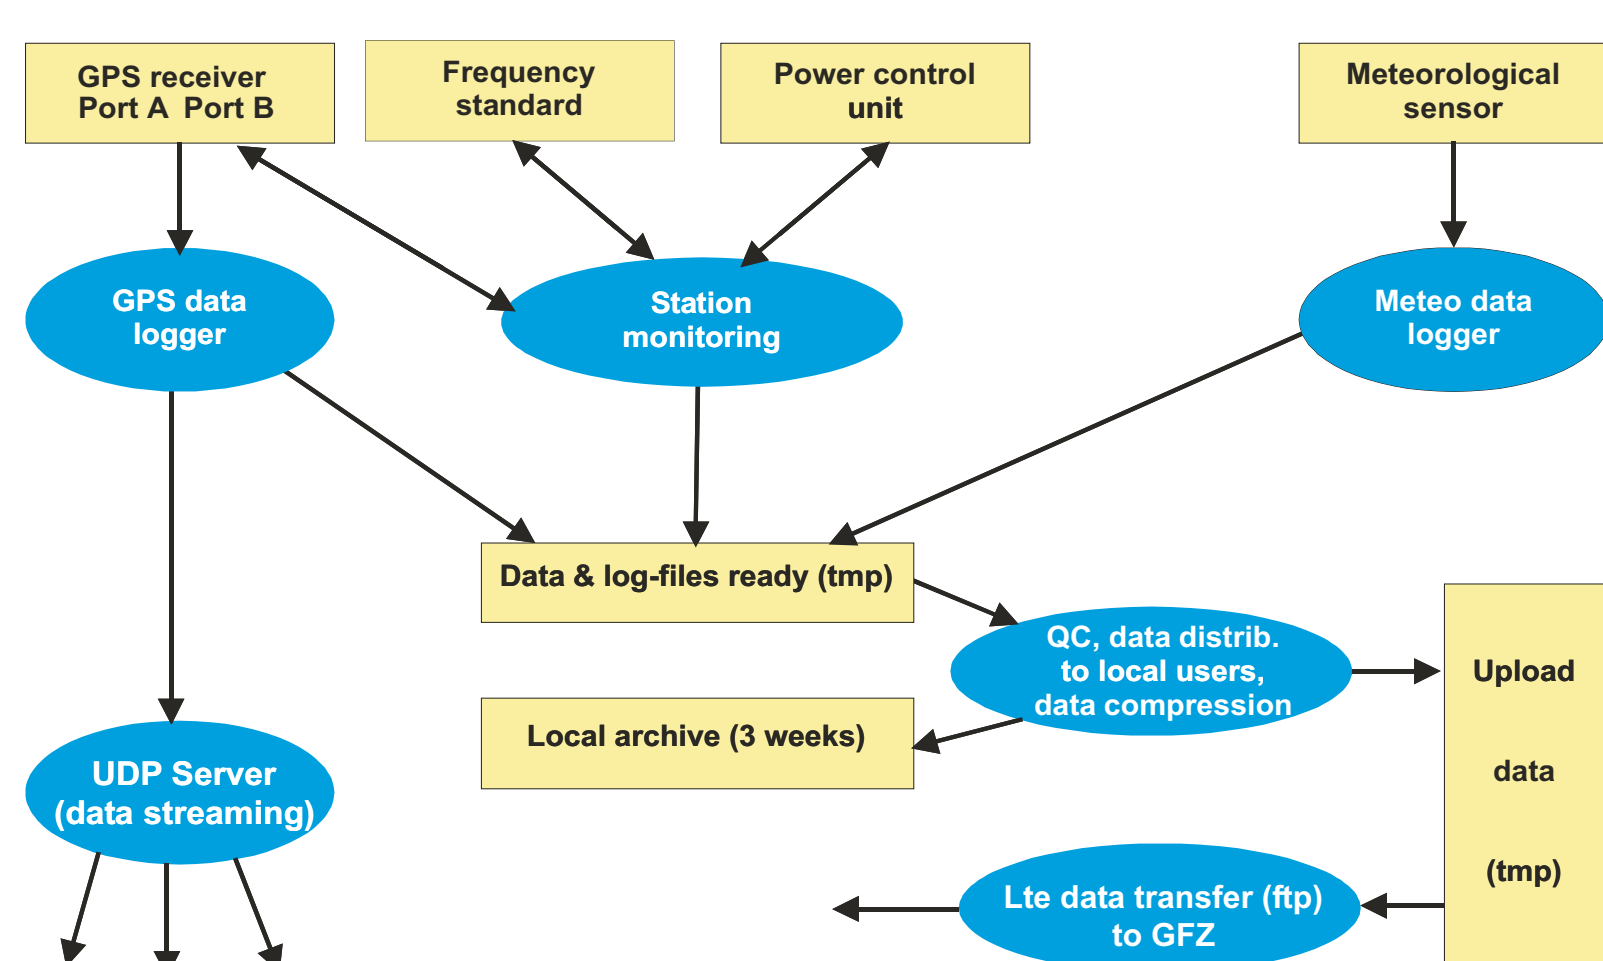 GPS receiver
Port A  Port B
Frequency
standard
Power control
unit
Meteorological
sensor
GPS data
logger
Station
monitoring
Meteo data
logger
Data & log-files ready (tmp)
QC, data distrib.
to local users,
data compression
Upload
data
(tmp)
Local archive (3 weeks)
UDP Server
(data streaming)
Lte data transfer (ftp)
to GFZ